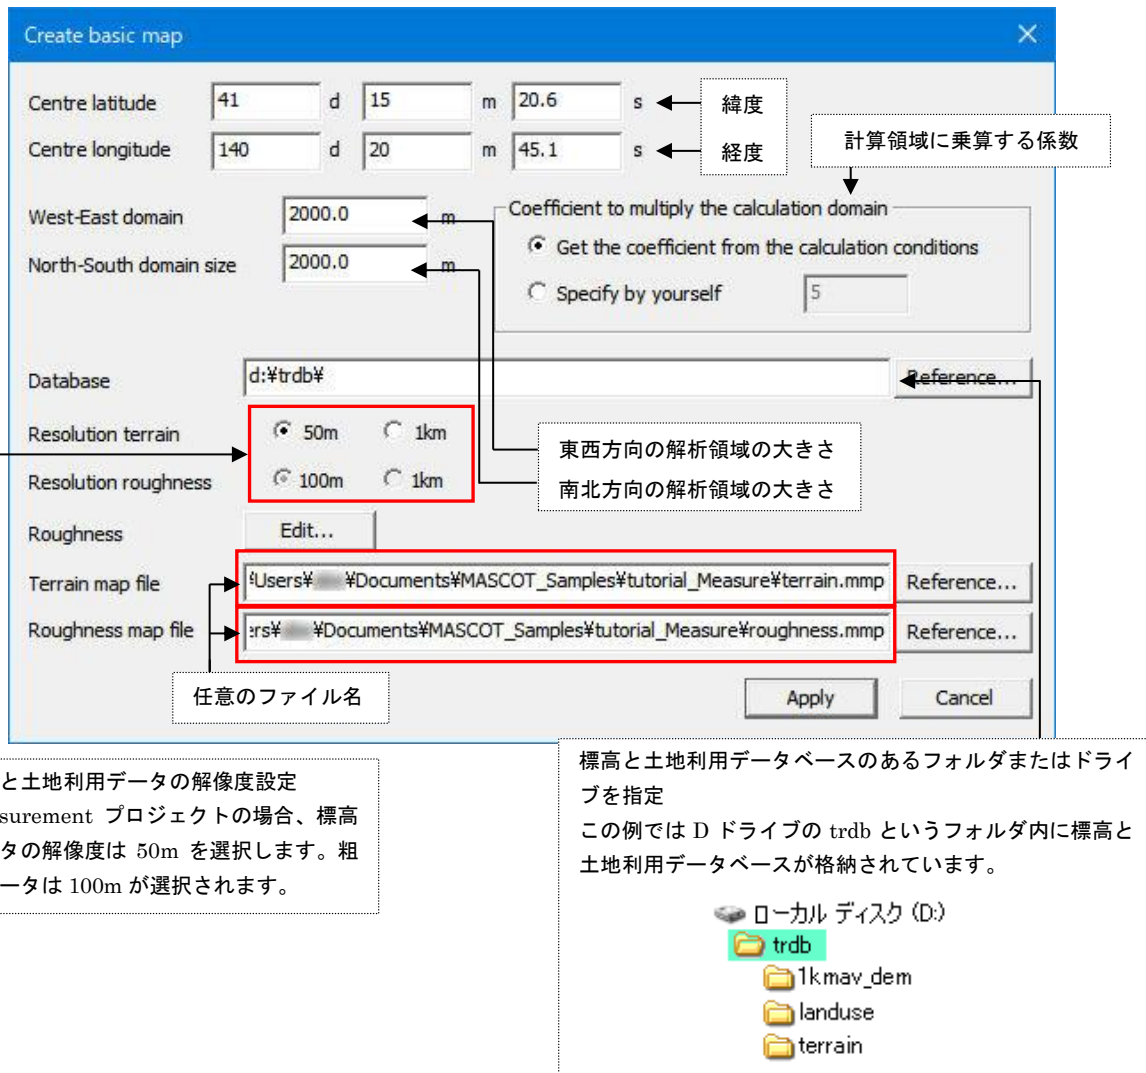 Create basic map
Centre latitude 41 d 15 m 20.6 s 緯度
Centre longitude 140 d 20 m 45.1 s 経度
計算領域に乗算する係数
West-East domain 2000.0 m
North-South domain size 2000.0 m
Coefficient to multiply the calculation domain
Get the coefficient from the calculation conditions
Specify by yourself 5
Database d:¥trdb¥ Reference...
Resolution terrain 50m 1km
Resolution roughness 100m 1km
東西方向の解析領域の大きさ
南北方向の解析領域の大きさ
Roughness Edit...
Terrain map file Users¥ ¥Documents¥MASCOT_Samples¥tutorial_Measure¥terrain.mmp Reference...
Roughness map file ers¥ ¥Documents¥MASCOT_Samples¥tutorial_Measure¥roughness.mmp Reference...
任意のファイル名
Apply Cancel
と土地利用データの解像度設定
surement プロジェクトの場合、標高
タの解像度は 50m を選択します。粗
ータは 100m が選択されます。
標高と土地利用データベースのあるフォルダまたはドライ
ブを指定
この例では D ドライブの trdb というフォルダ内に標高と
土地利用データベースが格納されています。
ローカル ディスク (D:)
trdb
1kmav_dem
landuse
terrain